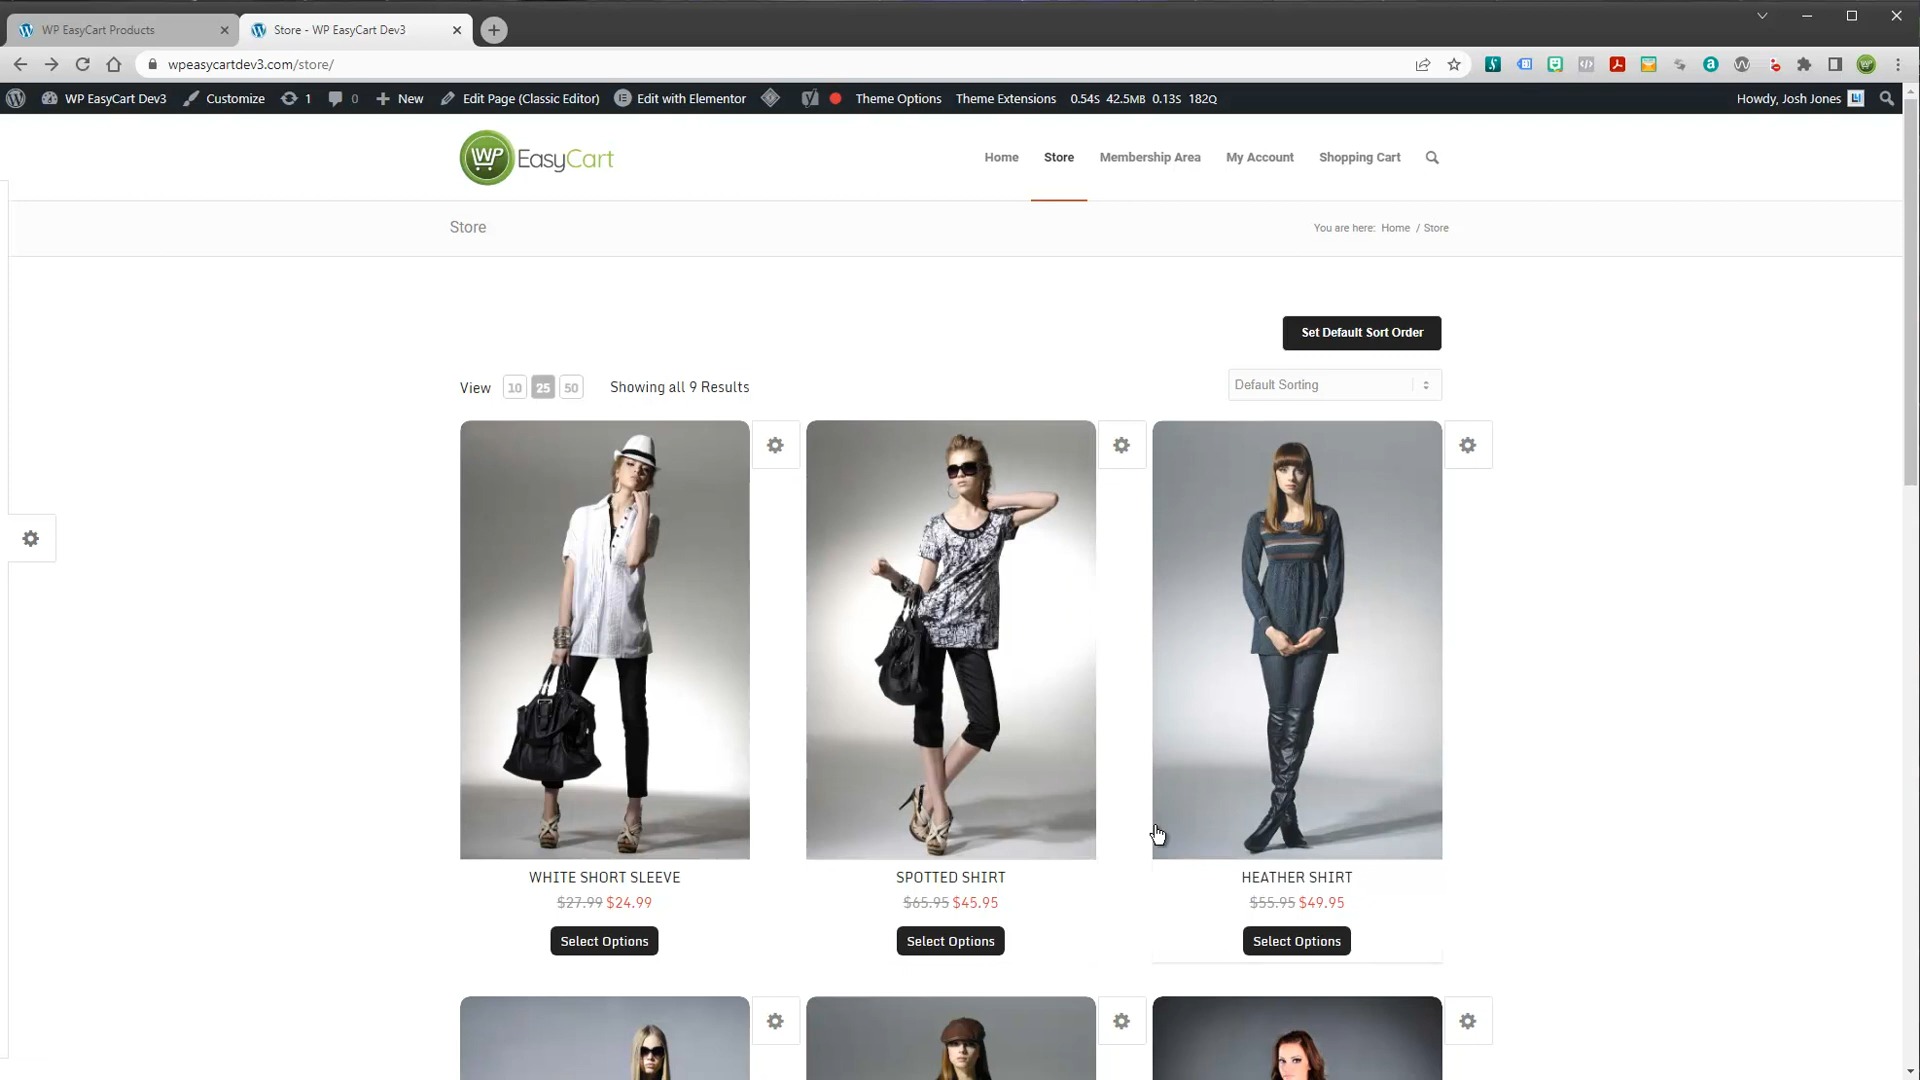 WP EasyCart Products
Store - WP EasyCart Dev3
wpeasycartdev3.com/store/
WP EasyCart Dev3 Customize 1 0 New Edit Page (Classic Editor) Edit with Elementor Theme Options Theme Extensions 0.54S 42.5MB 0.13S 182Q Howdy, Josh Jones
WP EasyCart
Home Store Membership Area My Account Shopping Cart
Store
You are here: Home / Store
Set Default Sort Order
View 10 25 50 Showing all 9 Results
Default Sorting
WHITE SHORT SLEEVE
$27.99 $24.99
Select Options
SPOTTED SHIRT
$65.95 $45.95
Select Options
HEATHER SHIRT
$55.95 $49.95
Select Options